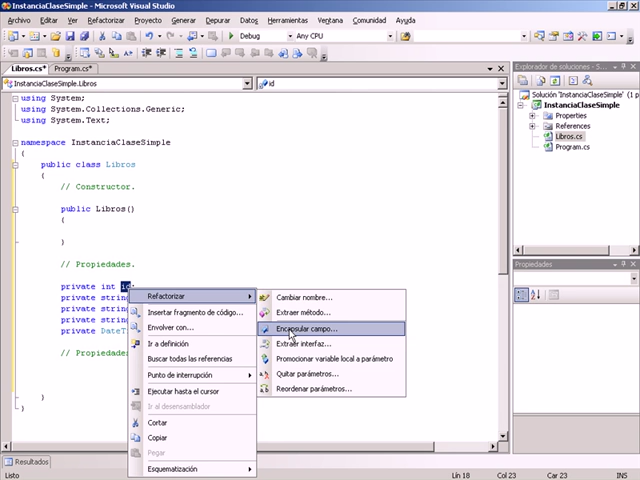 InstanciaClaseSimple - Microsoft Visual Studio
Archivo Editar Ver Refactorizar Proyecto Generar Depurar Datos Herramientas Ventana Comunidad Ayuda
Debug Any CPU
Libros.cs* Program.cs*
InstanciaClaseSimple.Libros id
using System;
using System.Collections.Generic;
using System.Text;
namespace InstanciaClaseSimple
{
public class Libros
{
// Constructor.
public Libros()
{
}
// Propiedades.
private int id;
private string
private string
private string
private DateT
// Propiedades
}
}
Refactorizar
Insertar fragmento de código...
Envolver con...
Ir a definición
Buscar todas las referencias
Punto de interrupción
Ejecutar hasta el cursor
Ir al desensamblador
Cortar
Copiar
Pegar
Esquematización
Cambiar nombre...
Extraer método...
Encapsular campo...
Extraer interfaz...
Promocionar variable local a parámetro
Quitar parámetros...
Reordenar parámetros...
Explorador de soluciones - S...
Solución 'InstanciaClaseSimple' (1 p
InstanciaClaseSimple
Properties
References
Libros.cs
Program.cs
Propiedades
Resultados
Listo Lín 18 Col 23 Car 23 INS